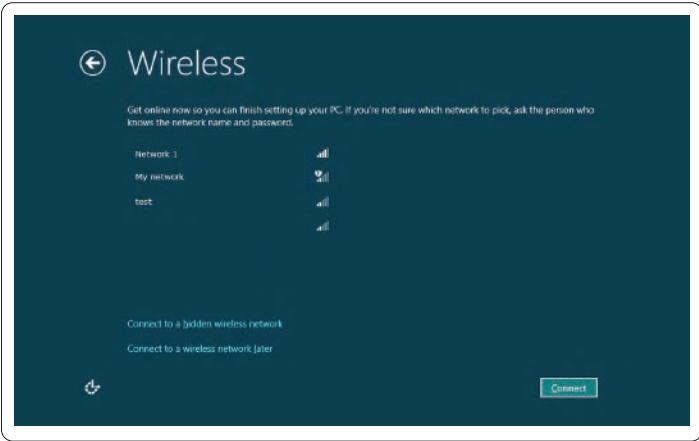 Wireless
Get online now so you can finish setting up your PC. If you're not sure which network to pick, ask the person who
knows the network name and password.
Network 1
My network
test
Connect to a hidden wireless network
Connect to a wireless network later
Connect